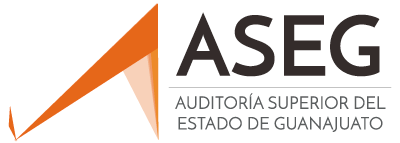 ASEG
AUDITORÍA SUPERIOR DEL
ESTADO DE GUANAJUATO